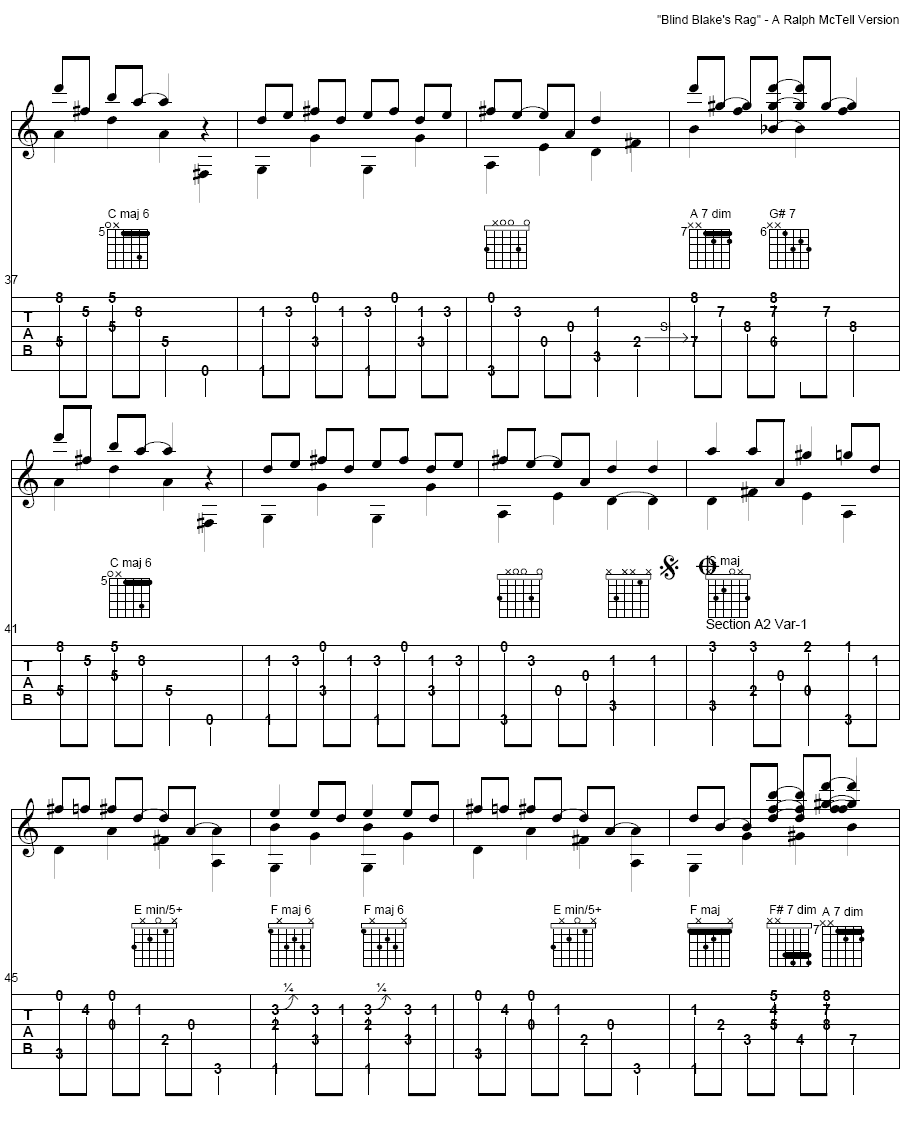 "Blind Blake's Rag" - A Ralph McTell Version
C maj 6
5
A 7 dim
7
G# 7
6
37
T 8 5 5 8 1 3 0 1 3 0 1 3 0 3 1 8 7 8 7 7 8
A 5 5 5 3 3 0 0 2 S 7 6
B 0 1 1 3 3
C maj 6
5
C maj
Section A2 Var-1
41
T 8 5 5 8 1 3 0 1 3 0 1 3 0 3 1 1 3 3 2 1 1
A 5 5 5 3 3 0 0 2 0 0
B 0 1 1 3 3 3 3
E min/5+
F maj 6
F maj 6
E min/5+
F maj
F# 7 dim
A 7 dim
7
45
¼ ¼
T 0 4 0 1 3 3 1 3 3 1 0 4 0 1 1 2 5 4 8 7
A 0 2 0 2 3 2 3 0 2 0 3 5 4 8 7
B 3 3 1 1 3 3 1